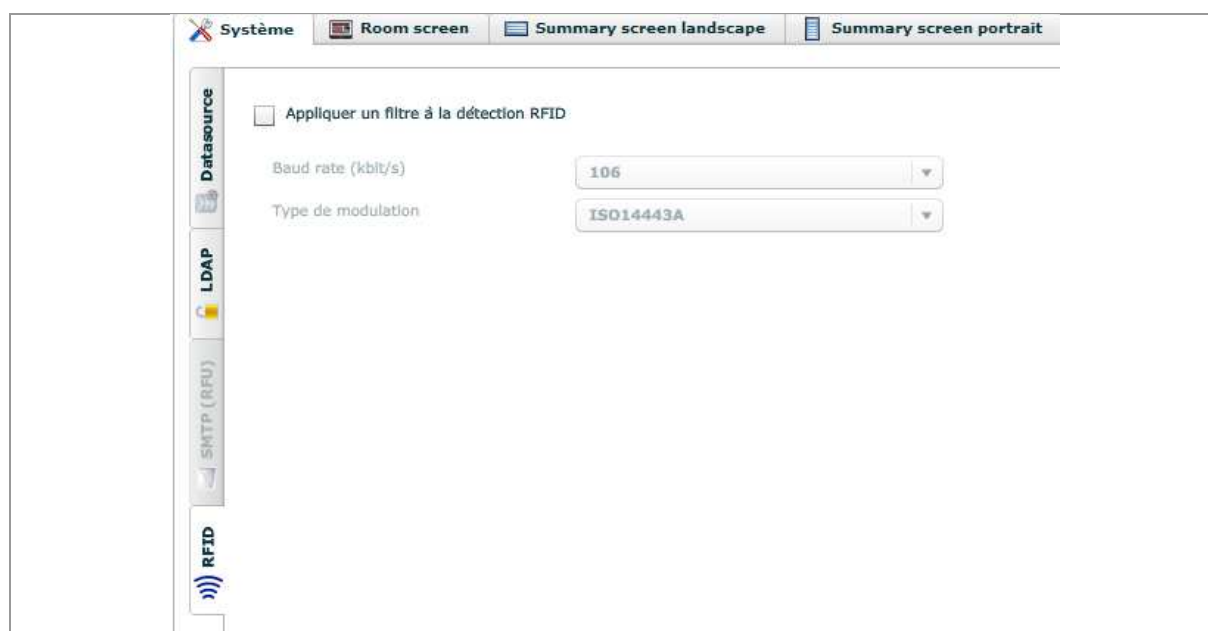 Système
Room screen
Summary screen landscape
Summary screen portrait
Datasource
LDAP
SMTP (RFU)
RFID
Appliquer un filtre à la détection RFID
Baud rate (kbit/s)
106
Type de modulation
ISO14443A